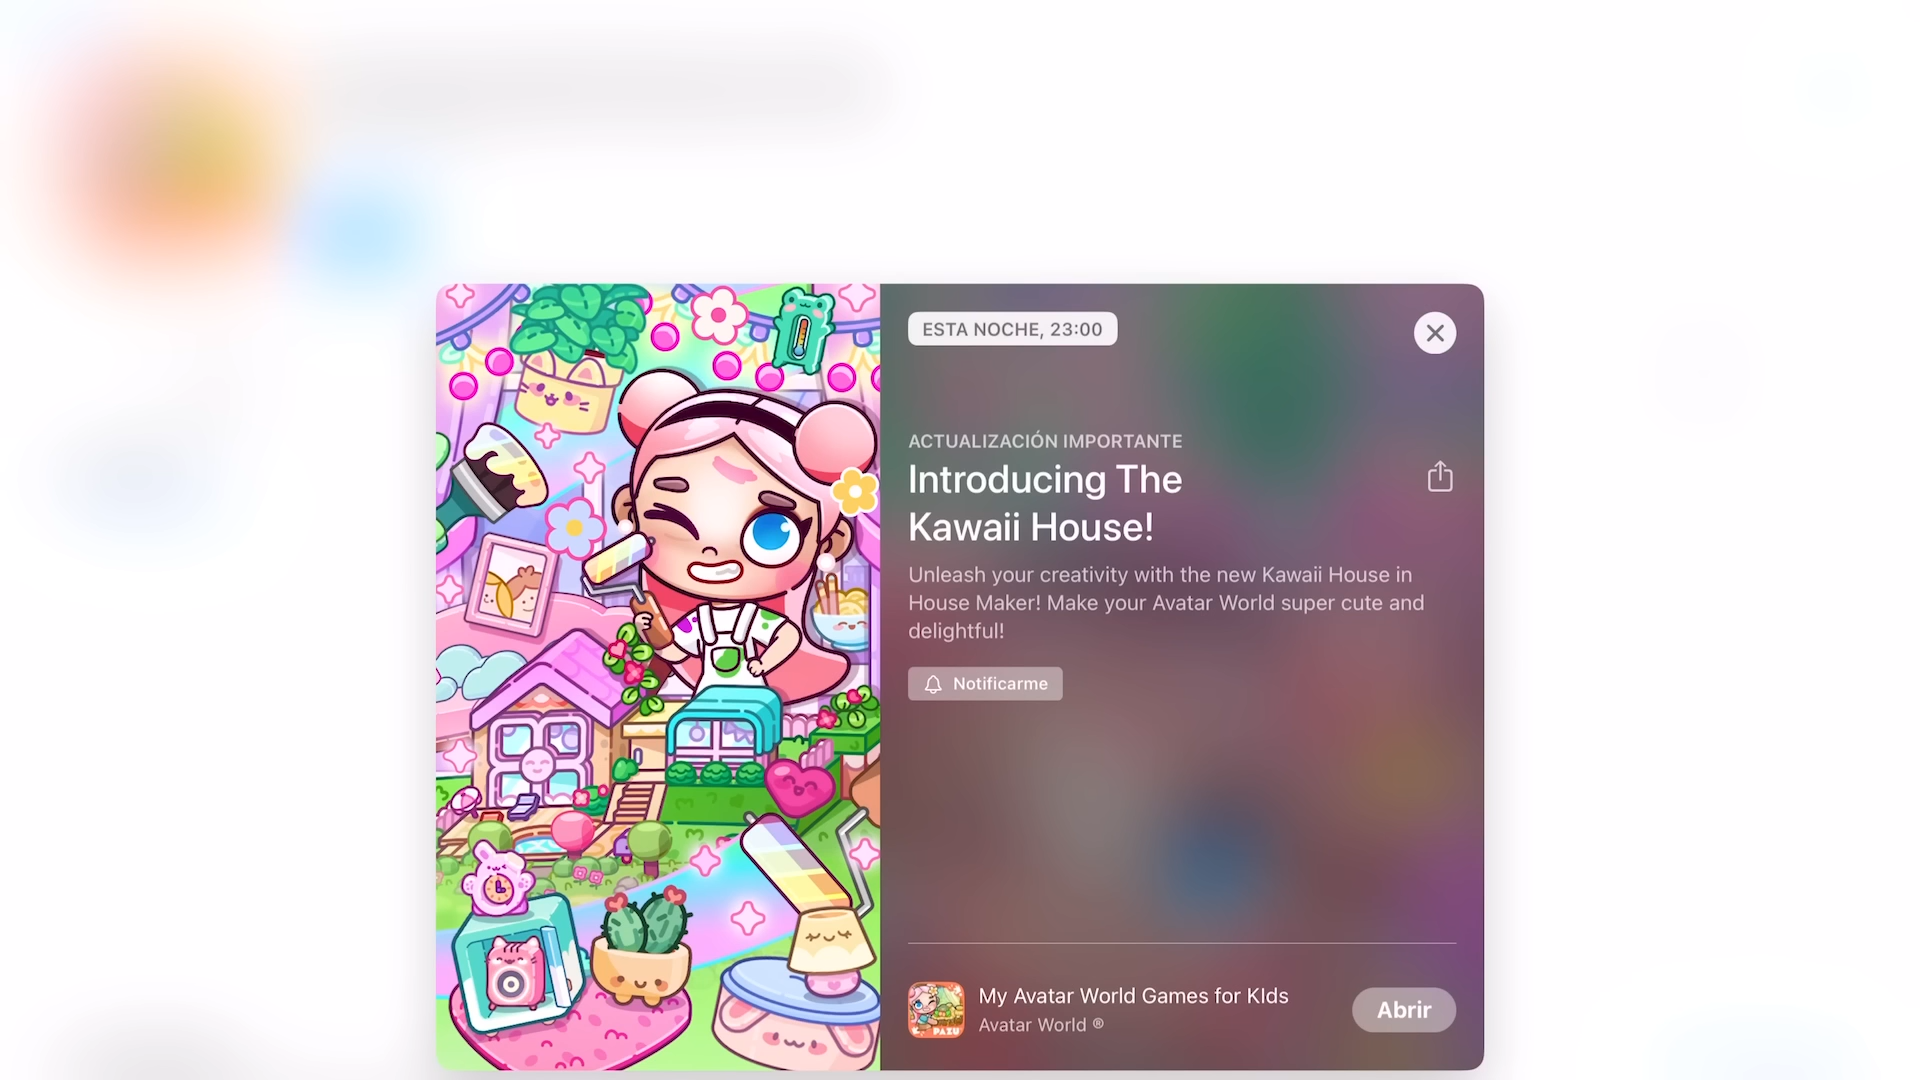 ESTA NOCHE, 23:00
ACTUALIZACIÓN IMPORTANTE
Introducing The
Kawaii House!
Unleash your creativity with the new Kawaii House in
House Maker! Make your Avatar World super cute and
delightful!
Notificarme
My Avatar World Games for KIds
Avatar World ®
PAZU
Abrir